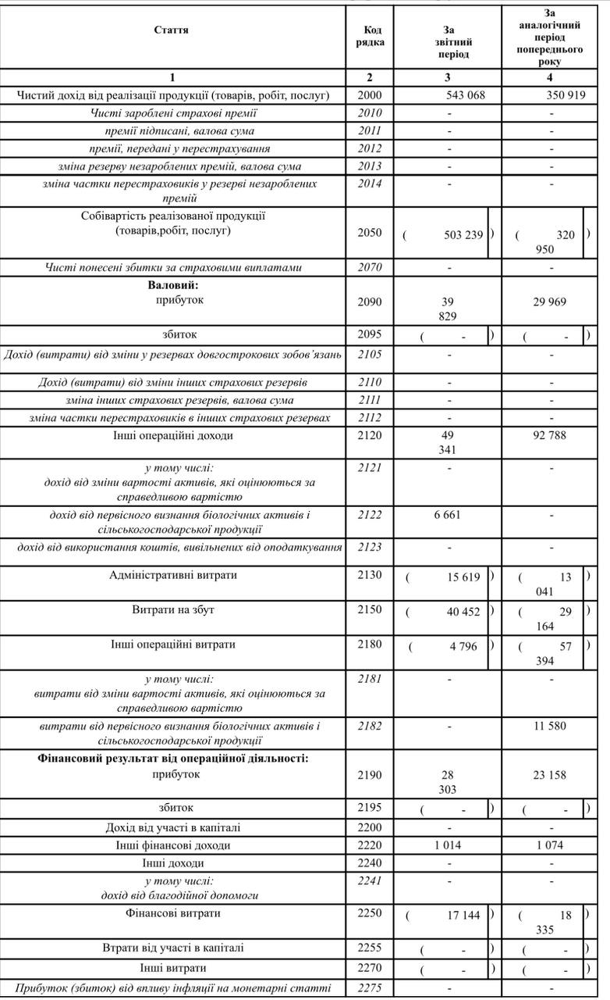 Стаття Код рядка За звітний період За аналогічний період попереднього року
1 2 3 4
Чистий дохід від реалізації продукції (товарів, робіт, послуг) 2000 543 068 350 919
Чисті зароблені страхові премії 2010 - -
премії підписані, валова сума 2011 - -
премії, передані у перестрахування 2012 - -
зміна резерву незароблених премій, валова сума 2013 - -
зміна частки перестраховиків у резерві незароблених
премій 2014 - -
Собівартість реалізованої продукції
(товарів,робіт, послуг) 2050 ( 503 239 ) ( 320 950 )
Чисті понесені збитки за страховими виплатами 2070 - -
Валовий:
прибуток 2090 39 829 29 969
збиток 2095 ( - ) ( - )
Дохід (витрати) від зміни у резервах довгострокових зобов’язань 2105 - -
Дохід (витрати) від зміни інших страхових резервів 2110 - -
зміна інших страхових резервів, валова сума 2111 - -
зміна частки перестраховиків в інших страхових резервах 2112 - -
Інші операційні доходи 2120 49 341 92 788
у тому числі: 2121 - -
дохід від зміни вартості активів, які оцінюються за
справедливою вартістю
дохід від первісного визнання біологічних активів і 2122 6 661 -
сільськогосподарської продукції
дохід від використання коштів, вивільнених від оподаткування 2123 - -
Адміністративні витрати 2130 ( 15 619 ) ( 13 041 )
Витрати на збут 2150 ( 40 452 ) ( 29 164 )
Інші операційні витрати 2180 ( 4 796 ) ( 57 394 )
у тому числі: 2181 - -
витрати від зміни вартості активів, які оцінюються за
справедливою вартістю
витрати від первісного визнання біологічних активів і 2182 - 11 580
сільськогосподарської продукції
Фінансовий результат від операційної діяльності:
прибуток 2190 28 303 23 158
збиток 2195 ( - ) ( - )
Дохід від участі в капіталі 2200 - -
Інші фінансові доходи 2220 1 014 1 074
Інші доходи 2240 - -
у тому числі: 2241 - -
дохід від благодійної допомоги
Фінансові витрати 2250 ( 17 144 ) ( 18 335 )
Втрати від участі в капіталі 2255 ( - ) ( - )
Інші витрати 2270 ( - ) ( - )
Прибуток (збиток) від впливу інфляції на монетарні статті 2275 - -